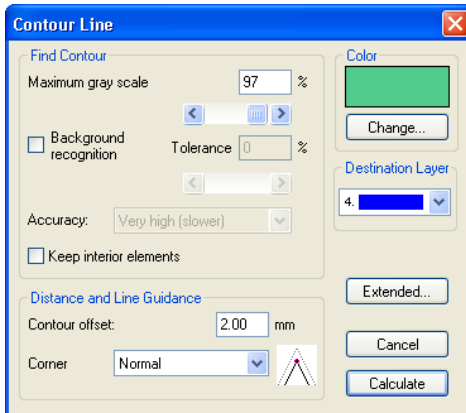 Contour Line
Find Contour
Maximum gray scale 97 %
Background recognition
Tolerance 0 %
Accuracy: Very high (slower)
Keep interior elements
Distance and Line Guidance
Contour offset: 2.00 mm
Corner Normal
Color
Change...
Destination Layer
4.
Extended...
Cancel
Calculate